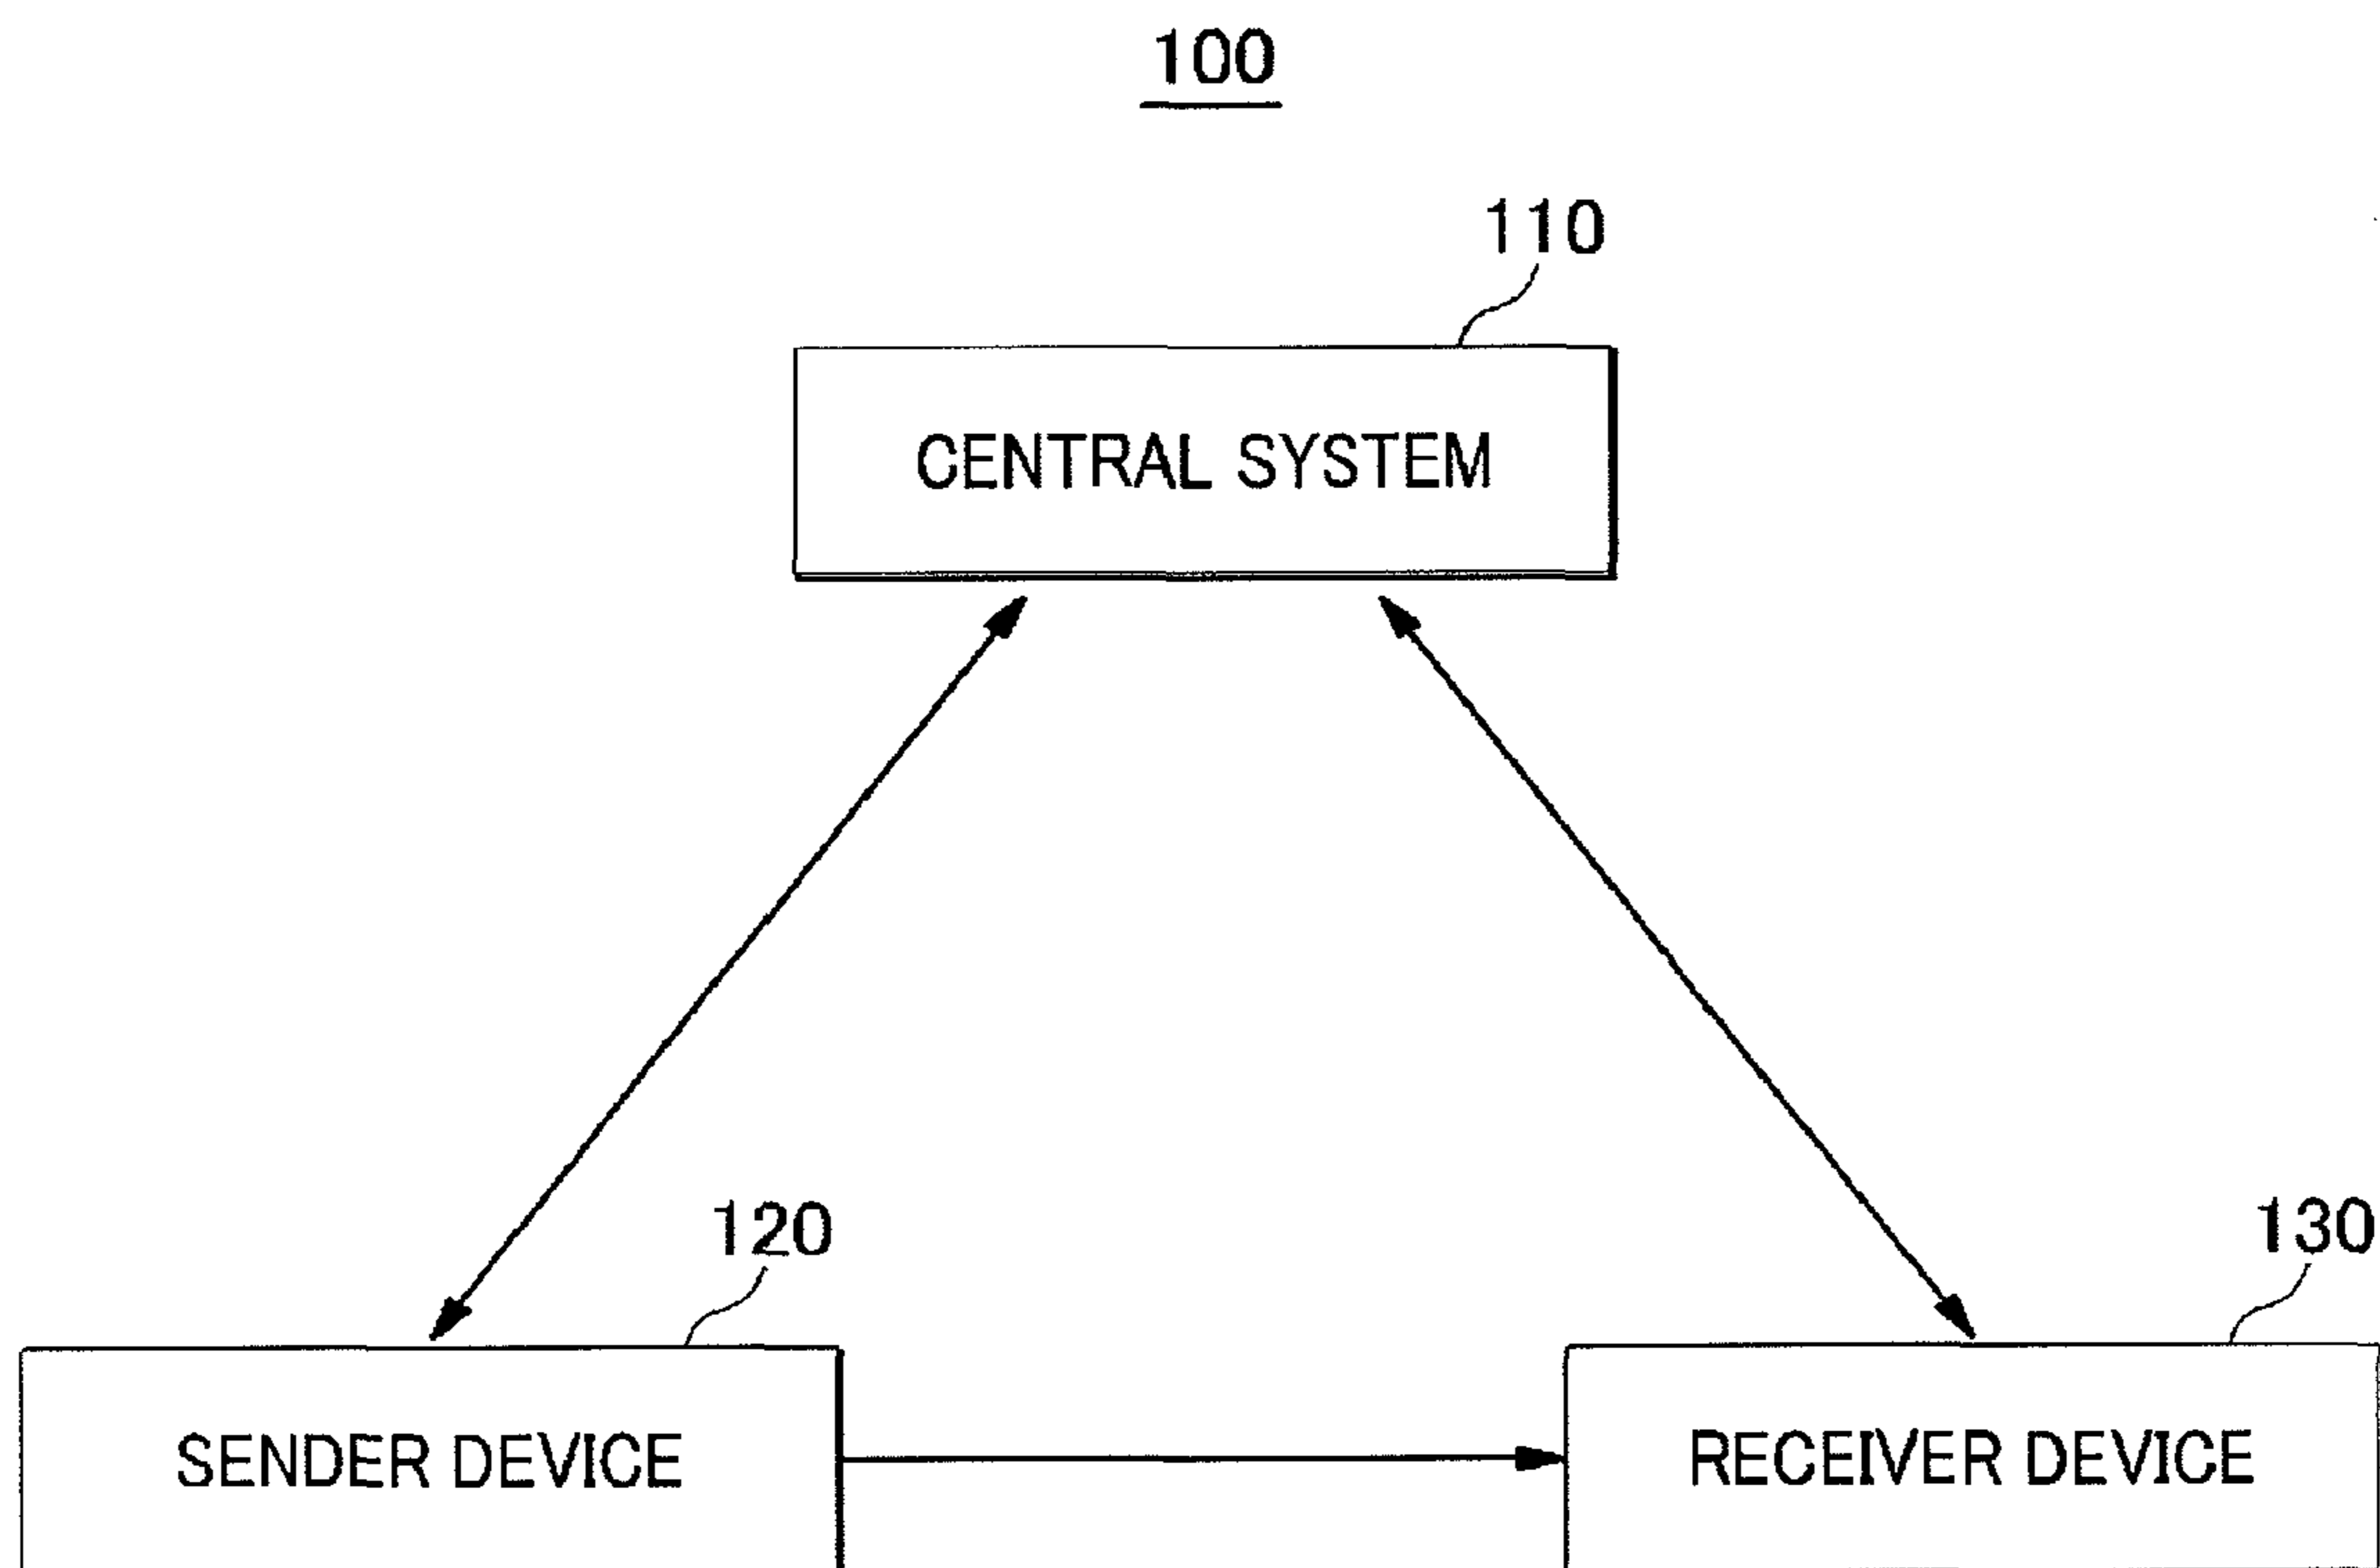 100
110
CENTRAL SYSTEM
120
130
SENDER DEVICE
RECEIVER DEVICE